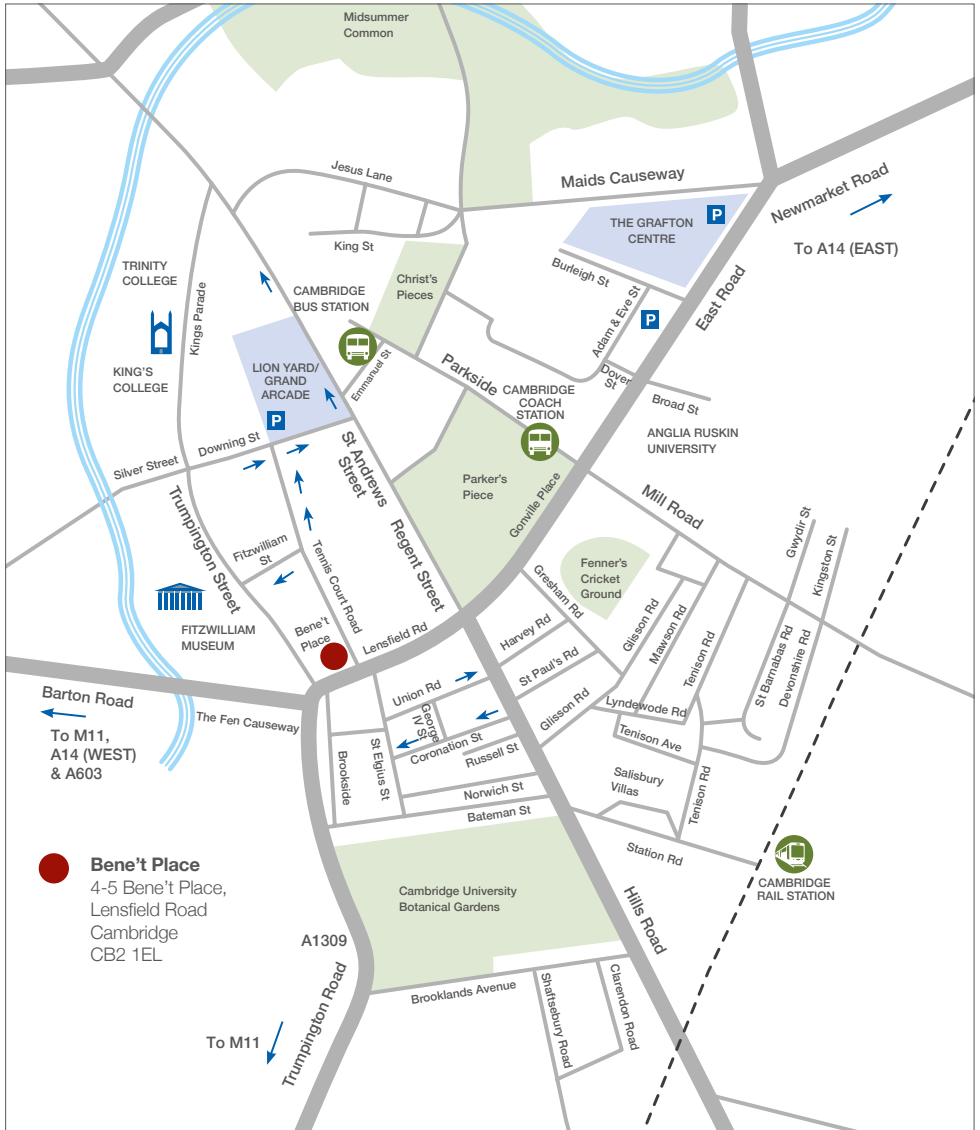 Midsummer
Common
Jesus Lane
Maids Causeway
Newmarket Road
To A14 (EAST)
THE GRAFTON
CENTRE
P
King St
Burleigh St
East Road
TRINITY
COLLEGE
Kings Parade
CAMBRIDGE
BUS STATION
Christ's
Pieces
Adam & Eve St
P
KING'S
COLLEGE
LION YARD/
GRAND
ARCADE
P
Emmanuel St
Parkside
CAMBRIDGE
COACH
STATION
Dover
St
Broad St
ANGLIA RUSKIN
UNIVERSITY
Silver Street
Downing St
St Andrews
Street
Regent Street
Parker's
Piece
Gonville Place
Mill Road
Gwydir St
Kingston St
Trumpington Street
Fitzwilliam
St
Tennis Court Road
FITZWILLIAM
MUSEUM
Bene't
Place
Lensfield Rd
Fenner's
Cricket
Ground
Gresham Rd
Harvey Rd
St Paul's Rd
Glisson Rd
Glisson Rd
Mawson Rd
Tenison Rd
St Barnabas Rd
Devonshire Rd
Lyndewode Rd
Tenison Ave
Tenison Rd
Salisbury
Villas
Barton Road
To M11,
A14 (WEST)
& A603
The Fen Causeway
Union Rd
George
IV St
Coronation St
Russell St
Brookside
St Elgius St
Norwich St
Bateman St
Station Rd
CAMBRIDGE
RAIL STATION
Bene't Place
4-5 Bene't Place,
Lensfield Road
Cambridge
CB2 1EL
Cambridge University
Botanical Gardens
Hills Road
A1309
Trumpington Road
To M11
Brooklands Avenue
Shaftsebury Road
Clarendon Road